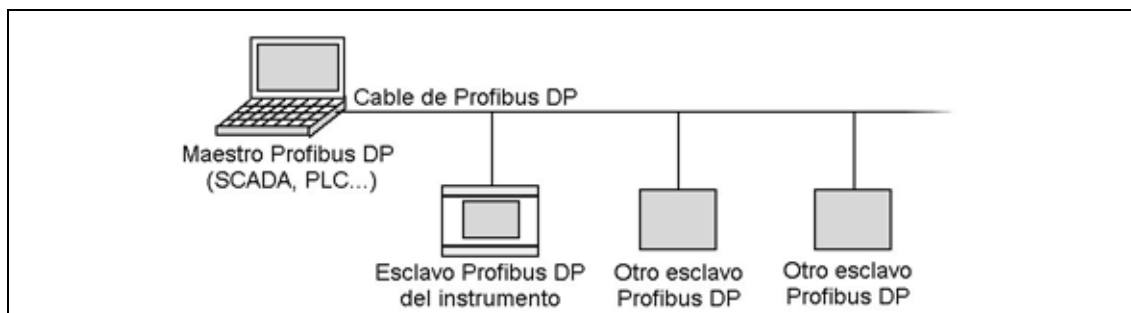 Cable de Profibus DP
Maestro Profibus DP
(SCADA, PLC...)
Esclavo Profibus DP
del instrumento
Otro esclavo
Profibus DP
Otro esclavo
Profibus DP